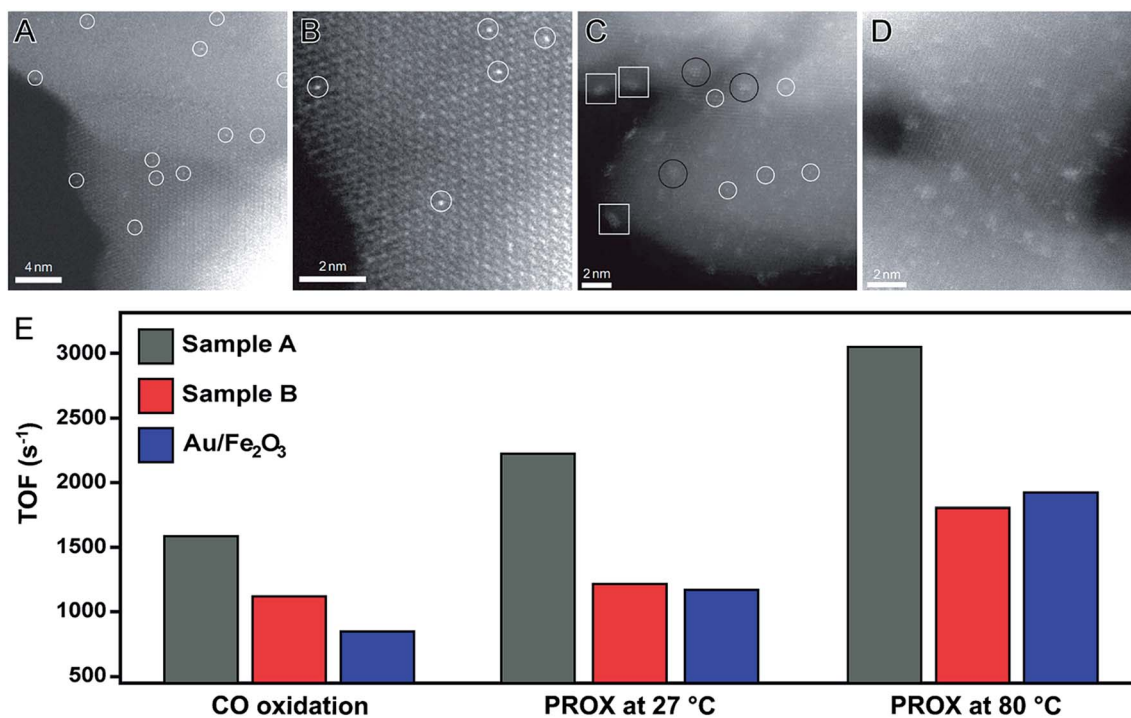 A
B
C
D
4 nm
2 nm
2 nm
2 nm
E
Sample A
Sample B
Au/Fe₂O₃
TOF (s⁻¹)
3000
2500
2000
1500
1000
500
CO oxidation
PROX at 27 °C
PROX at 80 °C